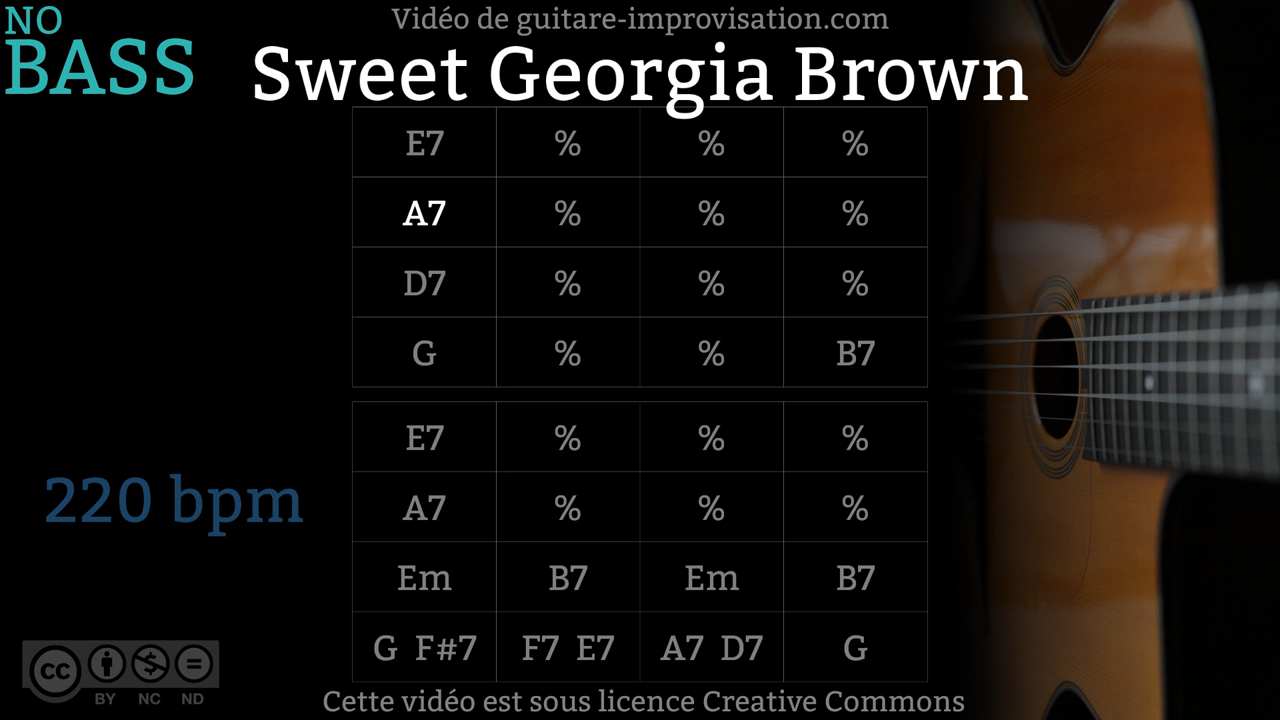 NO
BASS
Vidéo de guitare-improvisation.com
Sweet Georgia Brown
E7 % % %
A7 % % %
D7 % % %
G % % B7
E7 % % %
A7 % % %
Em B7 Em B7
G F#7 F7 E7 A7 D7 G
220 bpm
cc
BY NC ND
Cette vidéo est sous licence Creative Commons